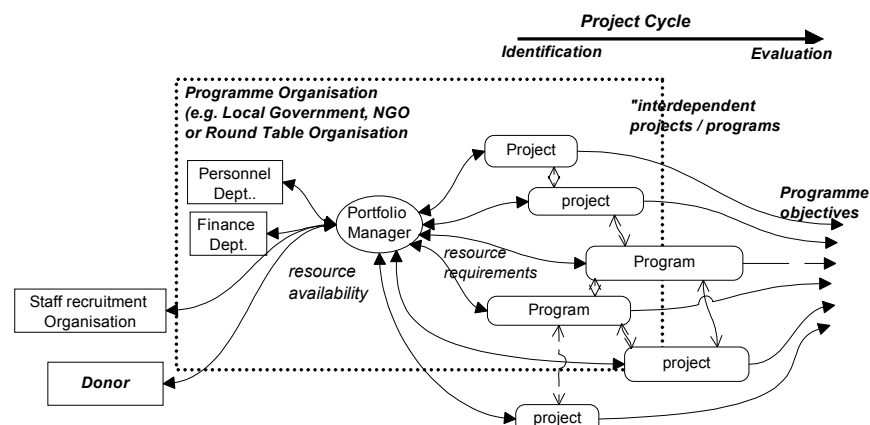 Project Cycle
Identification
Evaluation
Programme Organisation
(e.g. Local Government, NGO
or Round Table Organisation
"interdependent
projects / programs
Project
Personnel
Dept..
project
Programme
objectives
Portfolio
Manager
Finance
Dept.
resource
requirements
Program
resource
availability
Staff recruitment
Organisation
Program
project
Donor
project